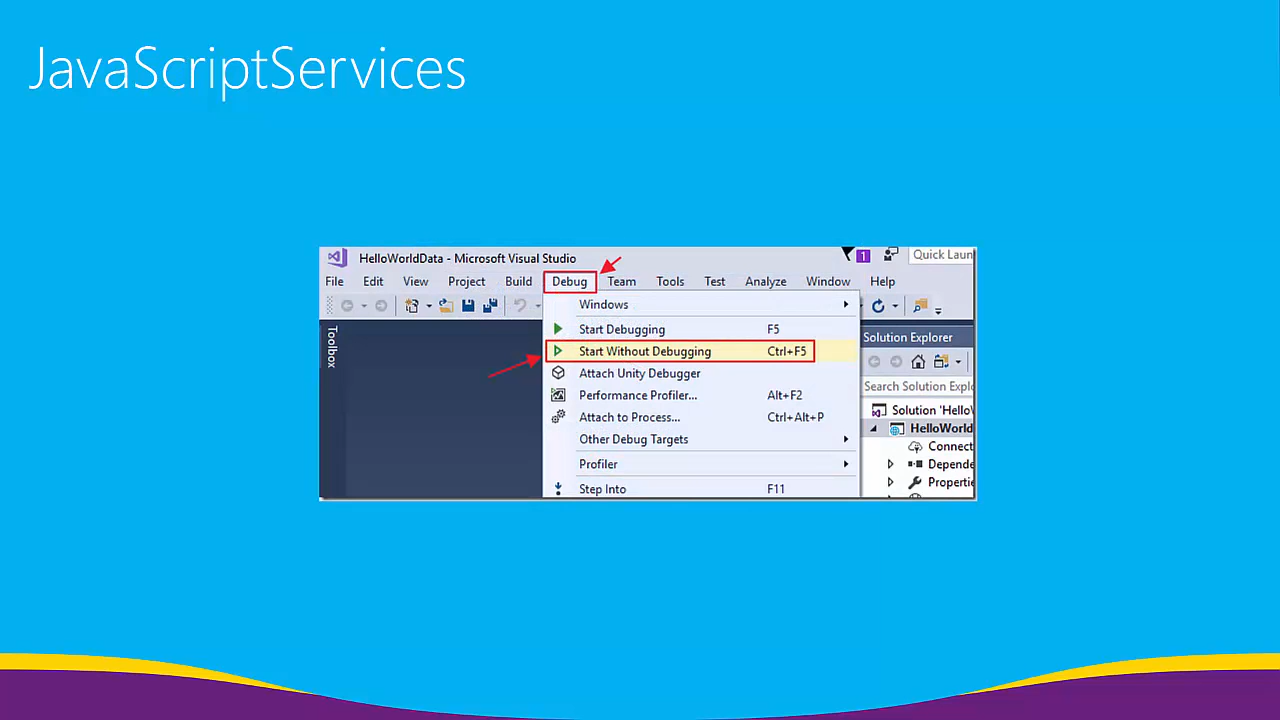 JavaScriptServices
HelloWorldData - Microsoft Visual Studio
1
Quick Laun
File Edit View Project Build Debug Team Tools Test Analyze Window Help
Windows
Toolbox
Start Debugging F5
Solution Explorer
Start Without Debugging Ctrl+F5
Attach Unity Debugger
Search Solution Explo
Performance Profiler... Alt+F2
Solution 'HelloW
Attach to Process... Ctrl+Alt+P
HelloWorld
Other Debug Targets
Connect
Profiler
Depende
Propertie
Step Into F11